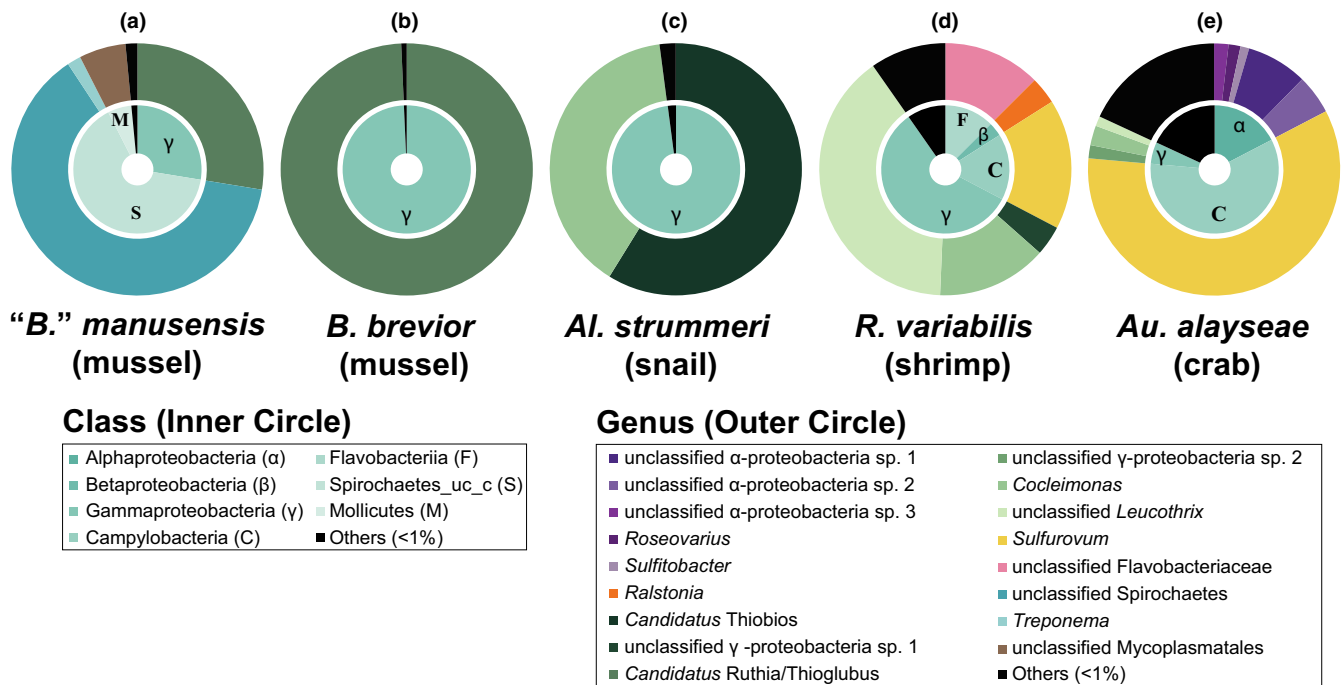 (a) (b) (c) (d) (e)
M γ S
γ
γ
F β C γ
α γ C
“B.” manusensis B. brevior Al. strummeri R. variabilis Au. alayseae
(mussel) (mussel) (snail) (shrimp) (crab)
Class (Inner Circle)
Alphaproteobacteria (α) Flavobacteriia (F)
Betaproteobacteria (β) Spirochaetes_uc_c (S)
Gammaproteobacteria (γ) Mollicutes (M)
Campylobacteria (C) Others (<1%)
Genus (Outer Circle)
unclassified α-proteobacteria sp. 1 unclassified γ-proteobacteria sp. 2
unclassified α-proteobacteria sp. 2 Cocleimonas
unclassified α-proteobacteria sp. 3 unclassified Leucothrix
Roseovarius Sulfurovum
Sulfitobacter unclassified Flavobacteriaceae
Ralstonia unclassified Spirochaetes
Candidatus Thiobios Treponema
unclassified γ -proteobacteria sp. 1 unclassified Mycoplasmatales
Candidatus Ruthia/Thioglubus Others (<1%)